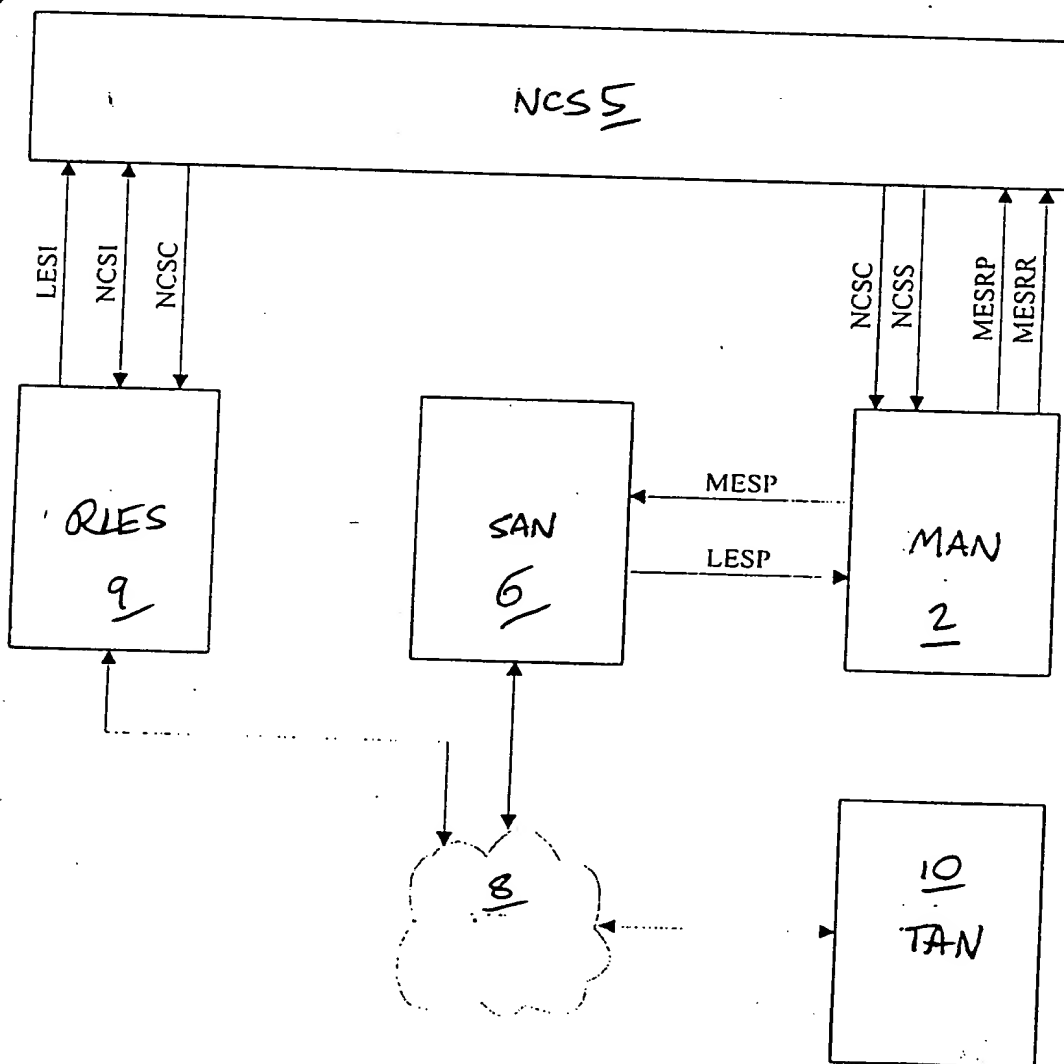 NCS 5
LESI
NCSI
NCSC
NCSC
NCSS
MESRP
MESRR
RLES
9
SAN
6
MESP
LESP
MAN
2
8
10
TAN